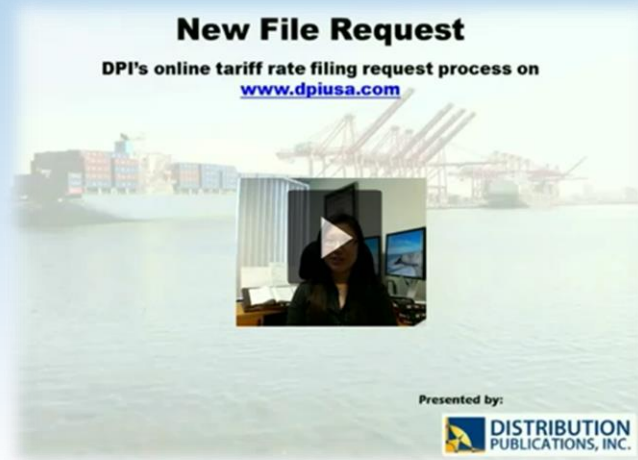 New File Request
DPI's online tariff rate filing request process on
www.dpiusa.com
Presented by:
DISTRIBUTION
PUBLICATIONS, INC.